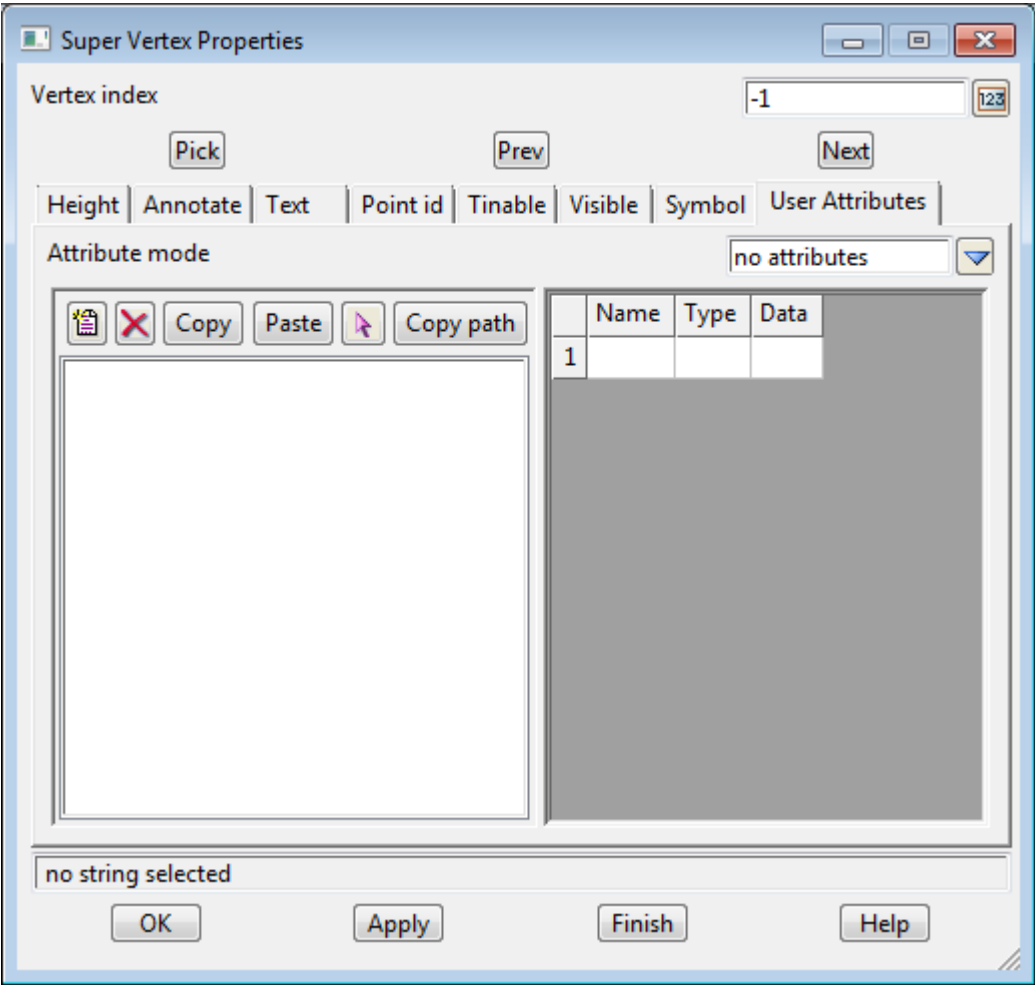 Super Vertex Properties
Vertex index -1 123
Pick Prev Next
Height Annotate Text Point id Tinable Visible Symbol User Attributes
Attribute mode no attributes
Copy Paste Copy path Name Type Data
1
no string selected
OK Apply Finish Help